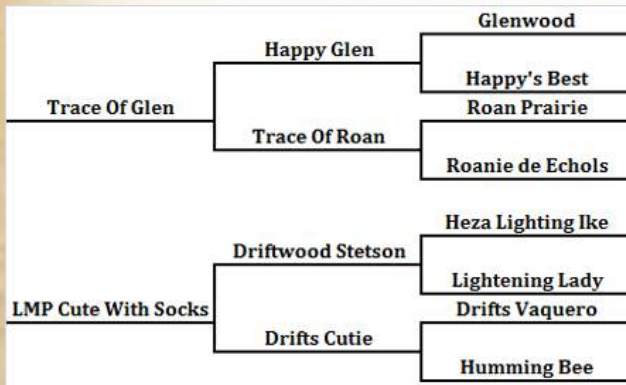 Glenwood
Happy Glen
Happy's Best
Trace Of Glen
Roan Prairie
Trace Of Roan
Roanie de Echols
Heza Lighting Ike
Driftwood Stetson
Lightening Lady
LMP Cute With Socks
Drifts Vaquero
Drifts Cutie
Humming Bee